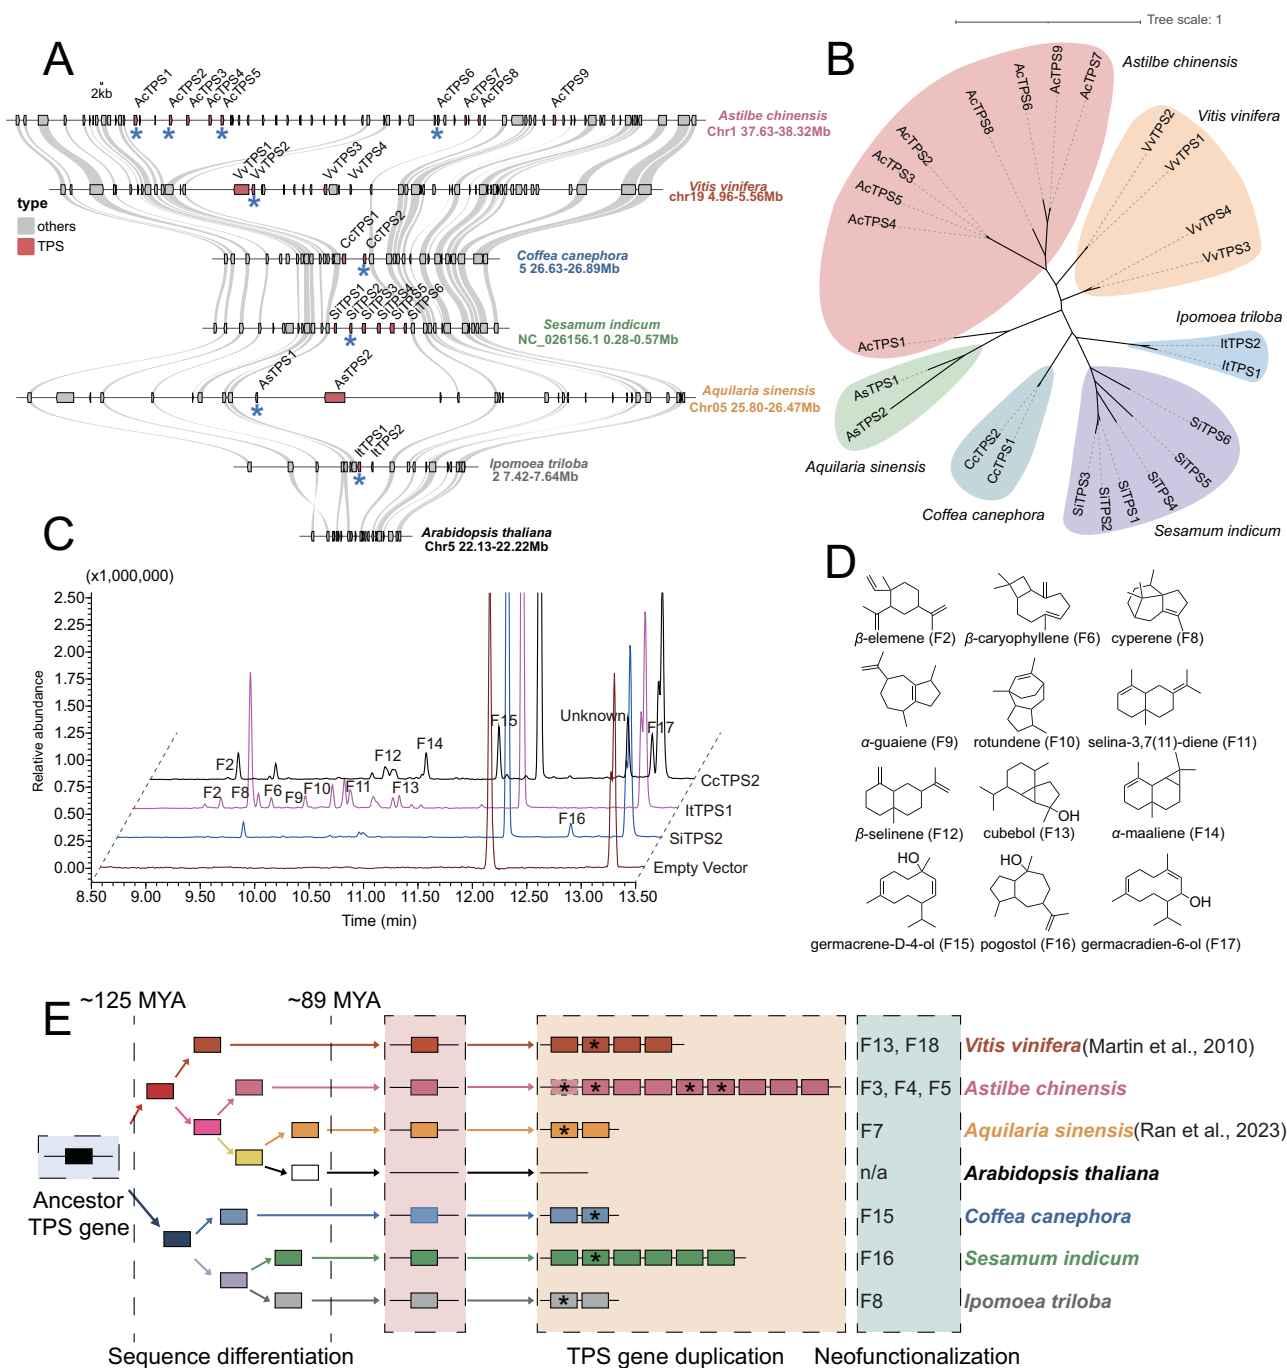 A
2kb
AcTPS1
AcTPS2
AcTPS3
AcTPS4
AcTPS5
AcTPS6
AcTPS7
AcTPS8
AcTPS9
Astilbe chinensis
Chr1 37.63-38.32Mb
VvTPS1
VvTPS2
VvTPS3
VvTPS4
Vitis vinifera
chr19 4.96-5.56Mb
type
others
TPS
CcTPS1
CcTPS2
Coffea canephora
5 26.63-26.89Mb
SiTPS1
SiTPS2
SiTPS3
SiTPS4
SiTPS5
SiTPS6
Sesamum indicum
NC_026156.1 0.28-0.57Mb
AsTPS1
AsTPS2
Aquilaria sinensis
Chr05 25.80-26.47Mb
ItTPS1
ItTPS2
Ipomoea triloba
2 7.42-7.64Mb
Arabidopsis thaliana
Chr5 22.13-22.22Mb
B
Tree scale: 1
Astilbe chinensis
AcTPS9
AcTPS7
AcTPS6
AcTPS8
AcTPS2
AcTPS3
AcTPS5
AcTPS4
AcTPS1
Vitis vinifera
VvTPS2
VvTPS1
VvTPS4
VvTPS3
Ipomoea triloba
ItTPS2
ItTPS1
AsTPS1
AsTPS2
Aquilaria sinensis
CcTPS2
CcTPS1
Coffea canephora
SiTPS3
SiTPS2
SiTPS1
SiTPS4
SiTPS5
SiTPS6
Sesamum indicum
C
(x1,000,000)
Relative abundance
2.50
2.25
2.00
1.75
1.50
1.25
1.00
0.75
0.50
0.25
0.00
8.50 9.00 9.50 10.00 10.50 11.00 11.50 12.00 12.50 13.00 13.50
Time (min)
F2
F12
F14
F15
Unknown
F17
CcTPS2
F2
F8
F6
F9
F10
F11
F13
ItTPS1
F16
SiTPS2
Empty Vector
D
β-elemene (F2)
β-caryophyllene (F6)
cyperene (F8)
α-guaiene (F9)
rotundene (F10)
selina-3,7(11)-diene (F11)
β-selinene (F12)
OH
cubebol (F13)
α-maaliene (F14)
HO
HO
OH
germacrene-D-4-ol (F15)
pogostol (F16)
germacradien-6-ol (F17)
E
~125 MYA
~89 MYA
Ancestor
TPS gene
*
F13, F18
Vitis vinifera(Martin et al., 2010)
* * * *
F3, F4, F5
Astilbe chinensis
*
F7
Aquilaria sinensis(Ran et al., 2023)
n/a
Arabidopsis thaliana
*
F15
Coffea canephora
*
F16
Sesamum indicum
*
F8
Ipomoea triloba
Sequence differentiation
TPS gene duplication
Neofunctionalization